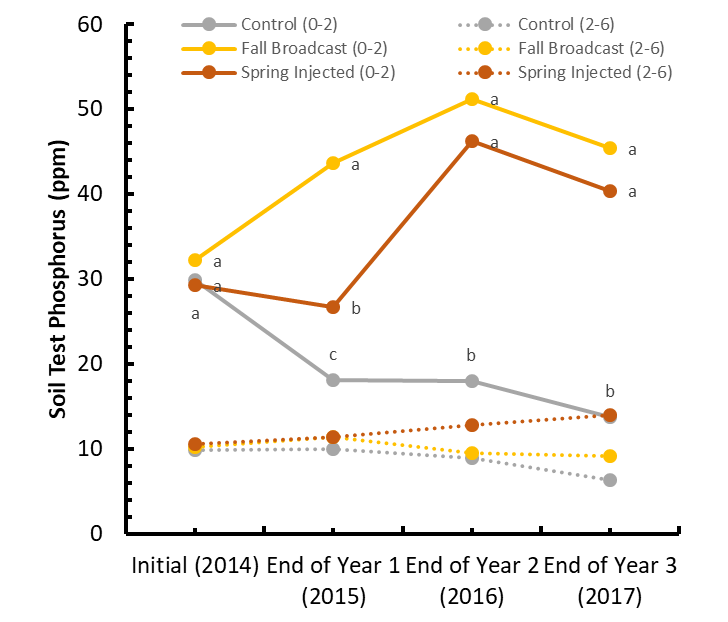 Control (0-2)
Control (2-6)
Fall Broadcast (0-2)
Fall Broadcast (2-6)
Spring Injected (0-2)
Spring Injected (2-6)
Soil Test Phosphorus (ppm)
60
50
40
30
20
10
0
a
a
a
a
b
c
a
a
b
a
a
b
Initial (2014)
End of Year 1
(2015)
End of Year 2
(2016)
End of Year 3
(2017)